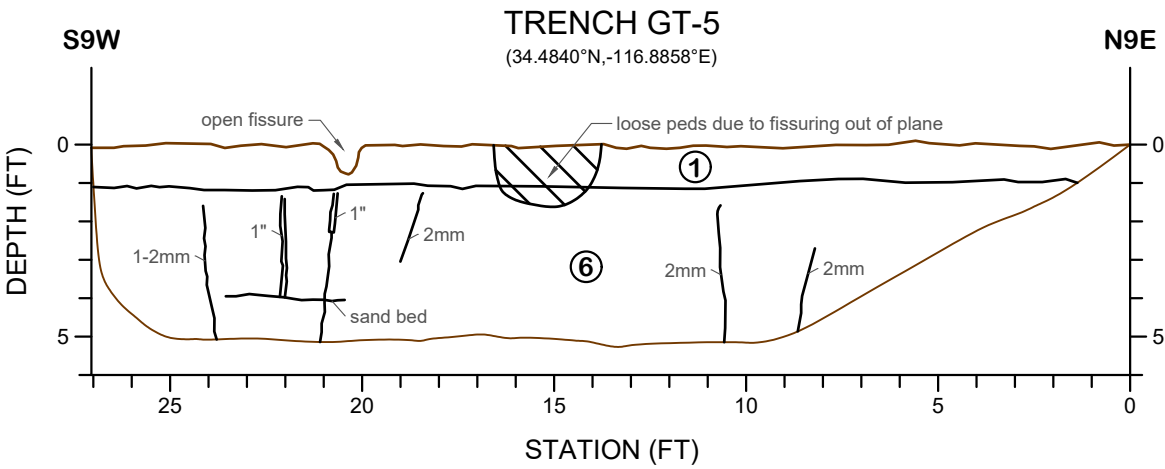 TRENCH GT-5
(34.4840°N,-116.8858°E)
S9W
N9E
open fissure
loose peds due to fissuring out of plane
0
0
1
1"
1"
2mm
1-2mm
6
2mm
2mm
sand bed
5
5
DEPTH (FT)
25
20
15
10
5
0
STATION (FT)